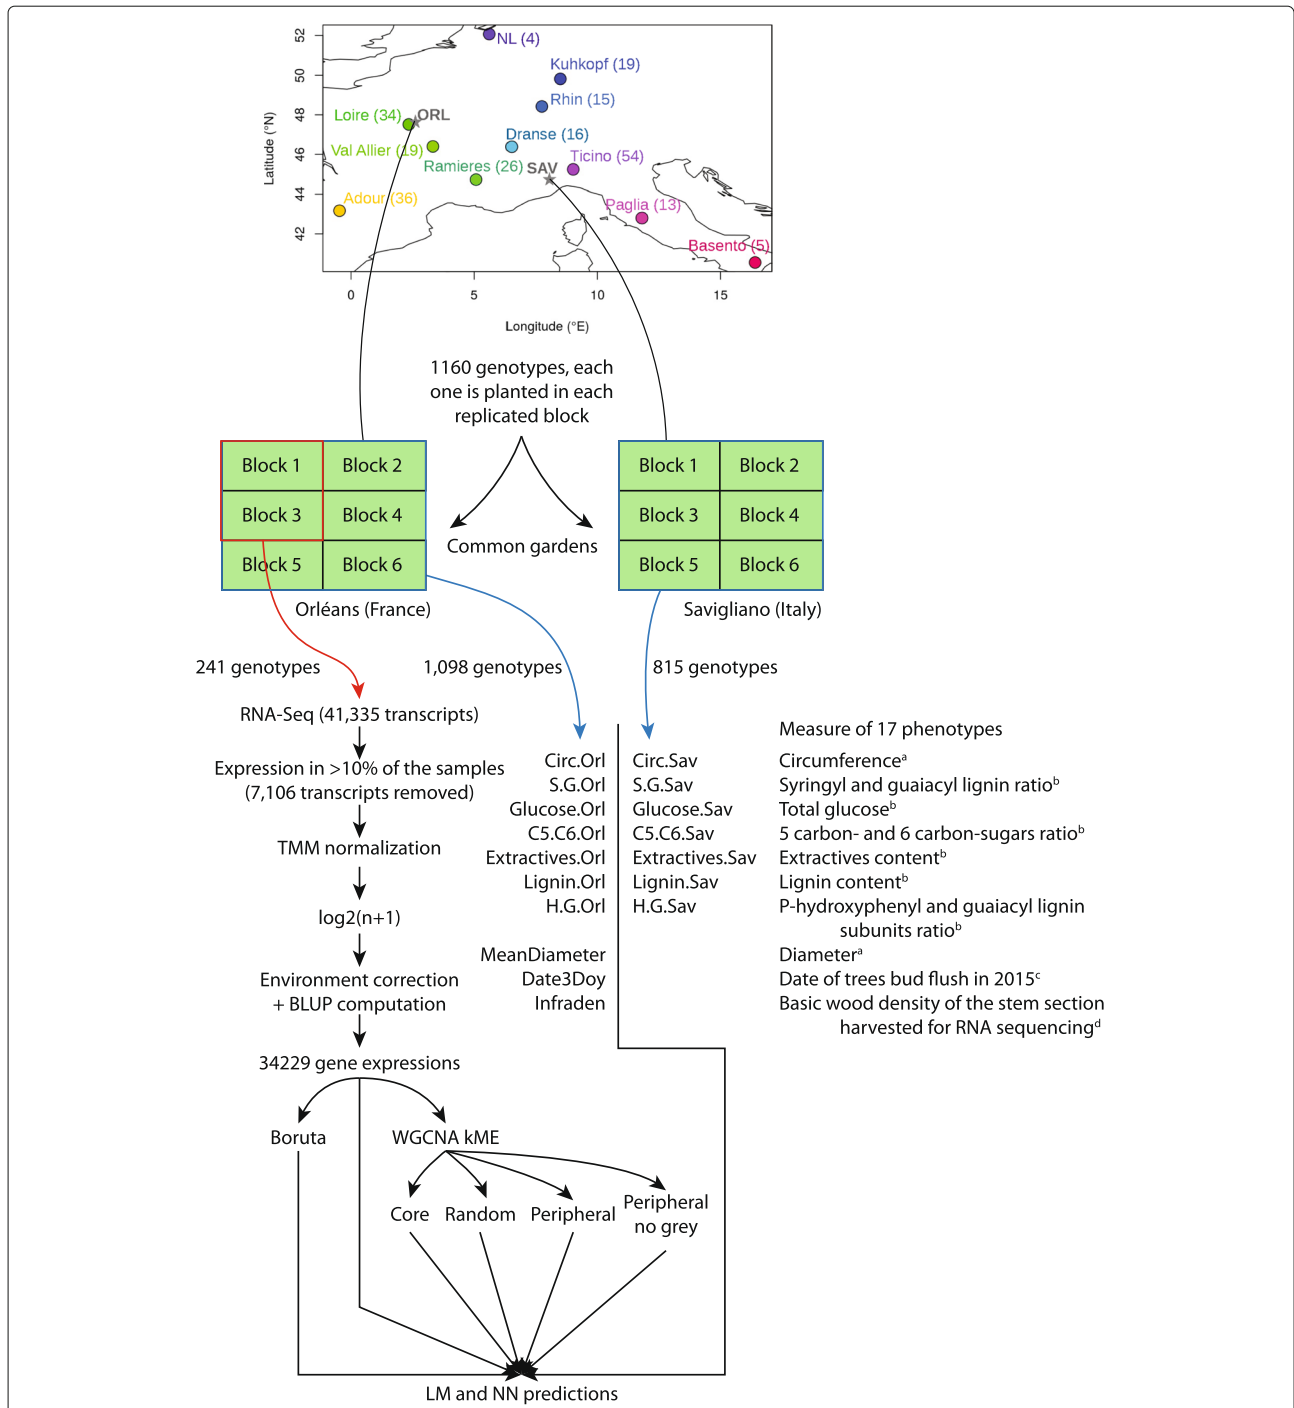 52
50
48
46
44
42
Latitude (°N)
NL (4)
Kuhkopf (19)
Rhin (15)
Loire (34)
ORL
Dranse (16)
Val Allier (19)
Ticino (54)
Ramieres (26)
SAV
Adour (36)
Paglia (13)
Basento (5)
0 5 10 15
Longitude (°E)
1160 genotypes, each
one is planted in each
replicated block
Block 1 Block 2
Block 3 Block 4
Block 5 Block 6
Orléans (France)
Common gardens
Block 1 Block 2
Block 3 Block 4
Block 5 Block 6
Savigliano (Italy)
241 genotypes
1,098 genotypes
815 genotypes
RNA-Seq (41,335 transcripts)
Expression in >10% of the samples
(7,106 transcripts removed)
TMM normalization
log2(n+1)
Environment correction
+ BLUP computation
34229 gene expressions
Measure of 17 phenotypes
Circ.Orl Circ.Sav Circumferenceᵃ
S.G.Orl S.G.Sav Syringyl and guaiacyl lignin ratioᵇ
Glucose.Orl Glucose.Sav Total glucoseᵇ
C5.C6.Orl C5.C6.Sav 5 carbon- and 6 carbon-sugars ratioᵇ
Extractives.Orl Extractives.Sav Extractives contentᵇ
Lignin.Orl Lignin.Sav Lignin contentᵇ
H.G.Orl H.G.Sav P-hydroxyphenyl and guaiacyl lignin
subunits ratioᵇ
MeanDiameter Diameterᵃ
Date3Doy Date of trees bud flush in 2015ᶜ
Infraden Basic wood density of the stem section
harvested for RNA sequencingᵈ
Boruta
WGCNA kME
Core
Random
Peripheral
Peripheral
no grey
LM and NN predictions